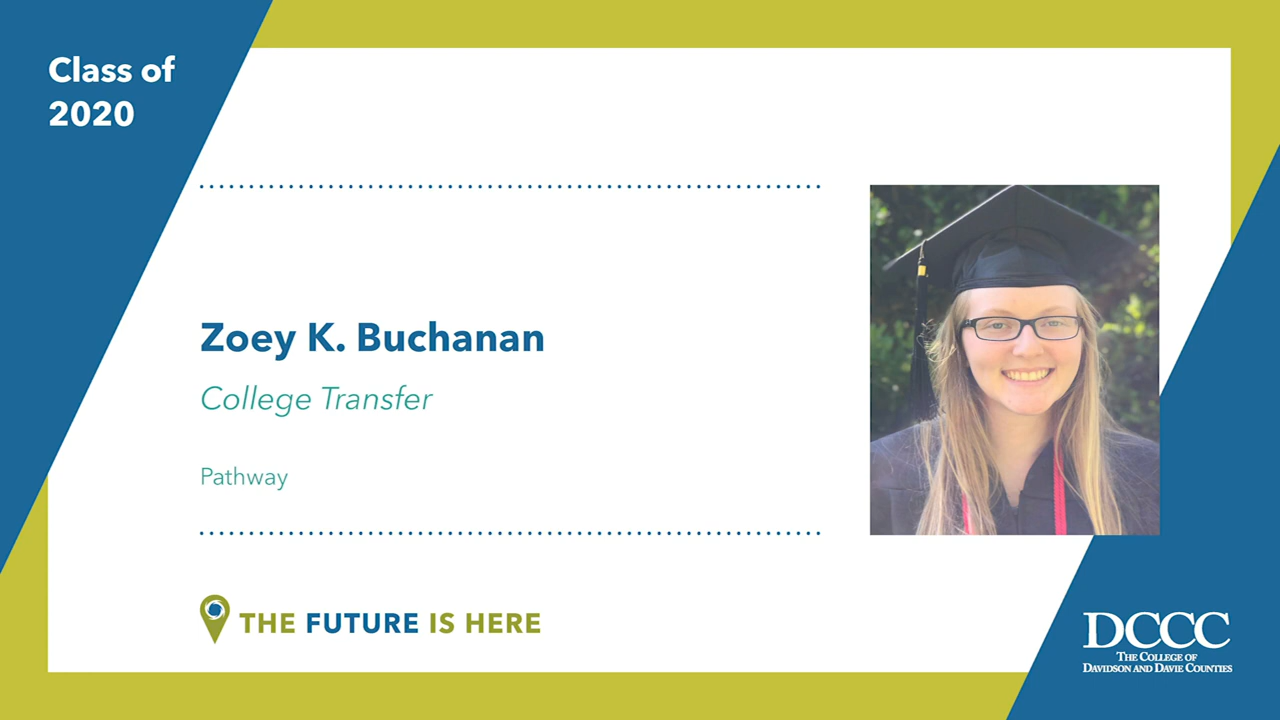 Class of
2020
Zoey K. Buchanan
College Transfer
Pathway
THE FUTURE IS HERE
DCCC
THE COLLEGE OF
DAVIDSON AND DAVIE COUNTIES